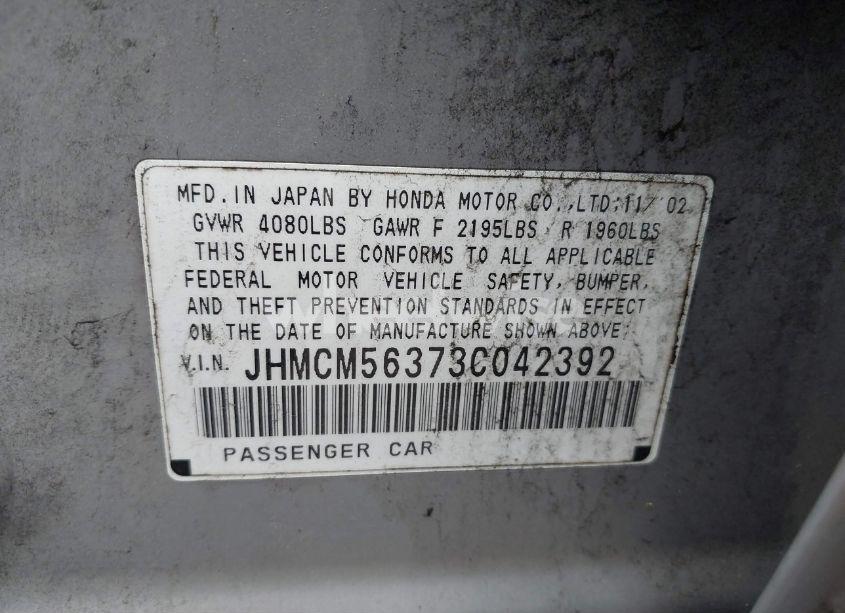 MFD. IN JAPAN BY HONDA MOTOR CO.,LTD; 11/ 02
GVWR 4080LBS GAWR F 2195LBS R 1960LBS
THIS VEHICLE CONFORMS TO ALL APPLICABLE
FEDERAL MOTOR VEHICLE SAFETY, BUMPER,
AND THEFT PREVENTION STANDARDS IN EFFECT
ON THE DATE OF MANUFACTURE SHOWN ABOVE;
V.I.N. JHMCM56373C042392
PASSENGER CAR